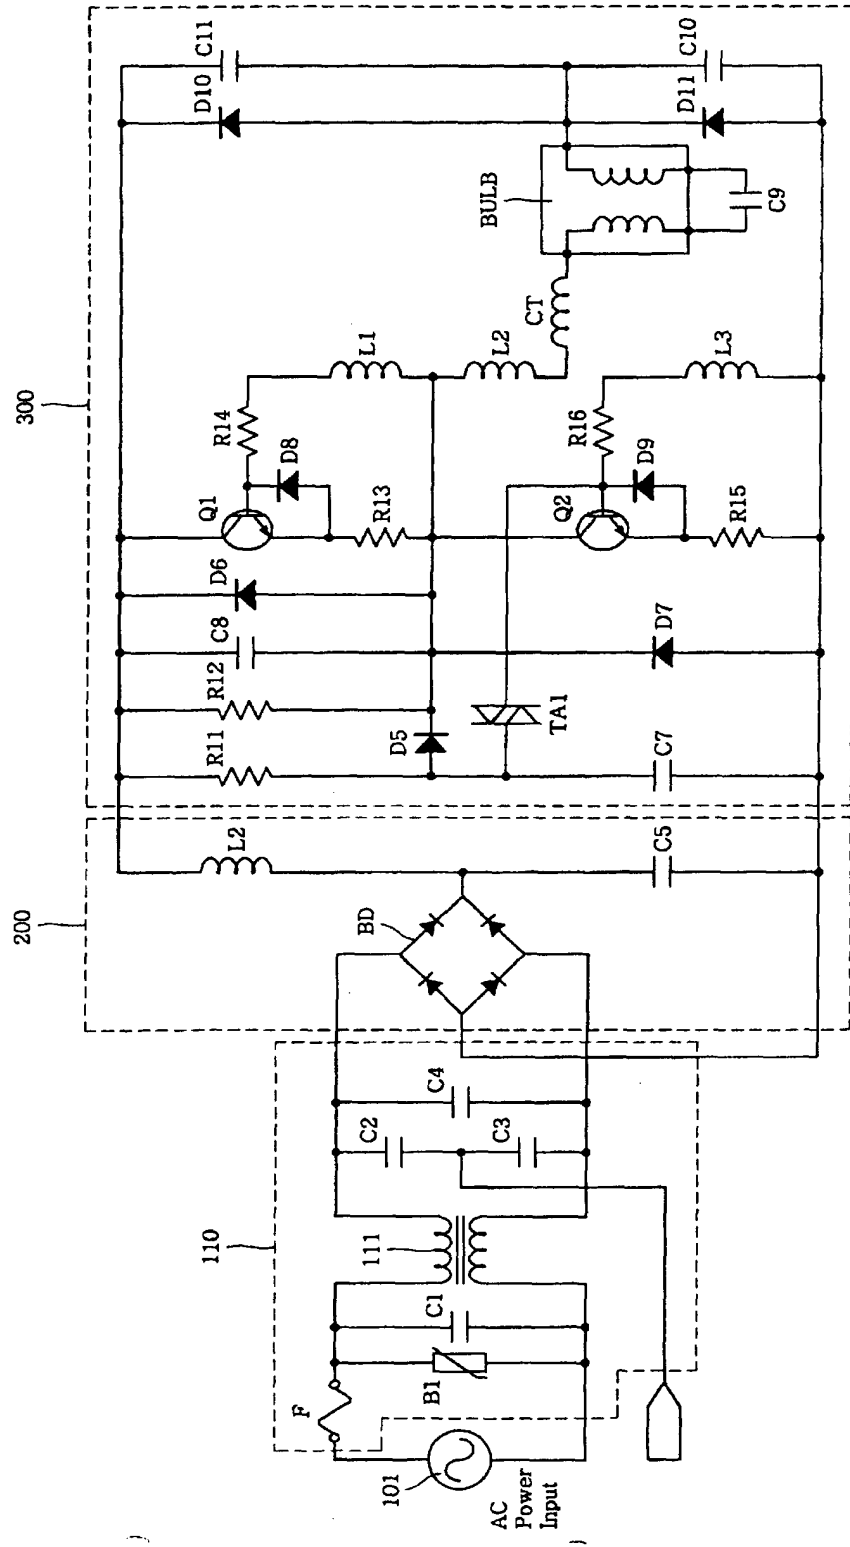 300
200
110
C11
D10
C10
D11
BULB
C9
CT
L1
L2
L3
R14
D8
Q1
R13
R16
D9
Q2
R15
D6
C8
R12
R11
D5
D7
TA1
C7
L2
C5
BD
C4
C2
C3
111
C1
B1
F
101
AC
Power
Input